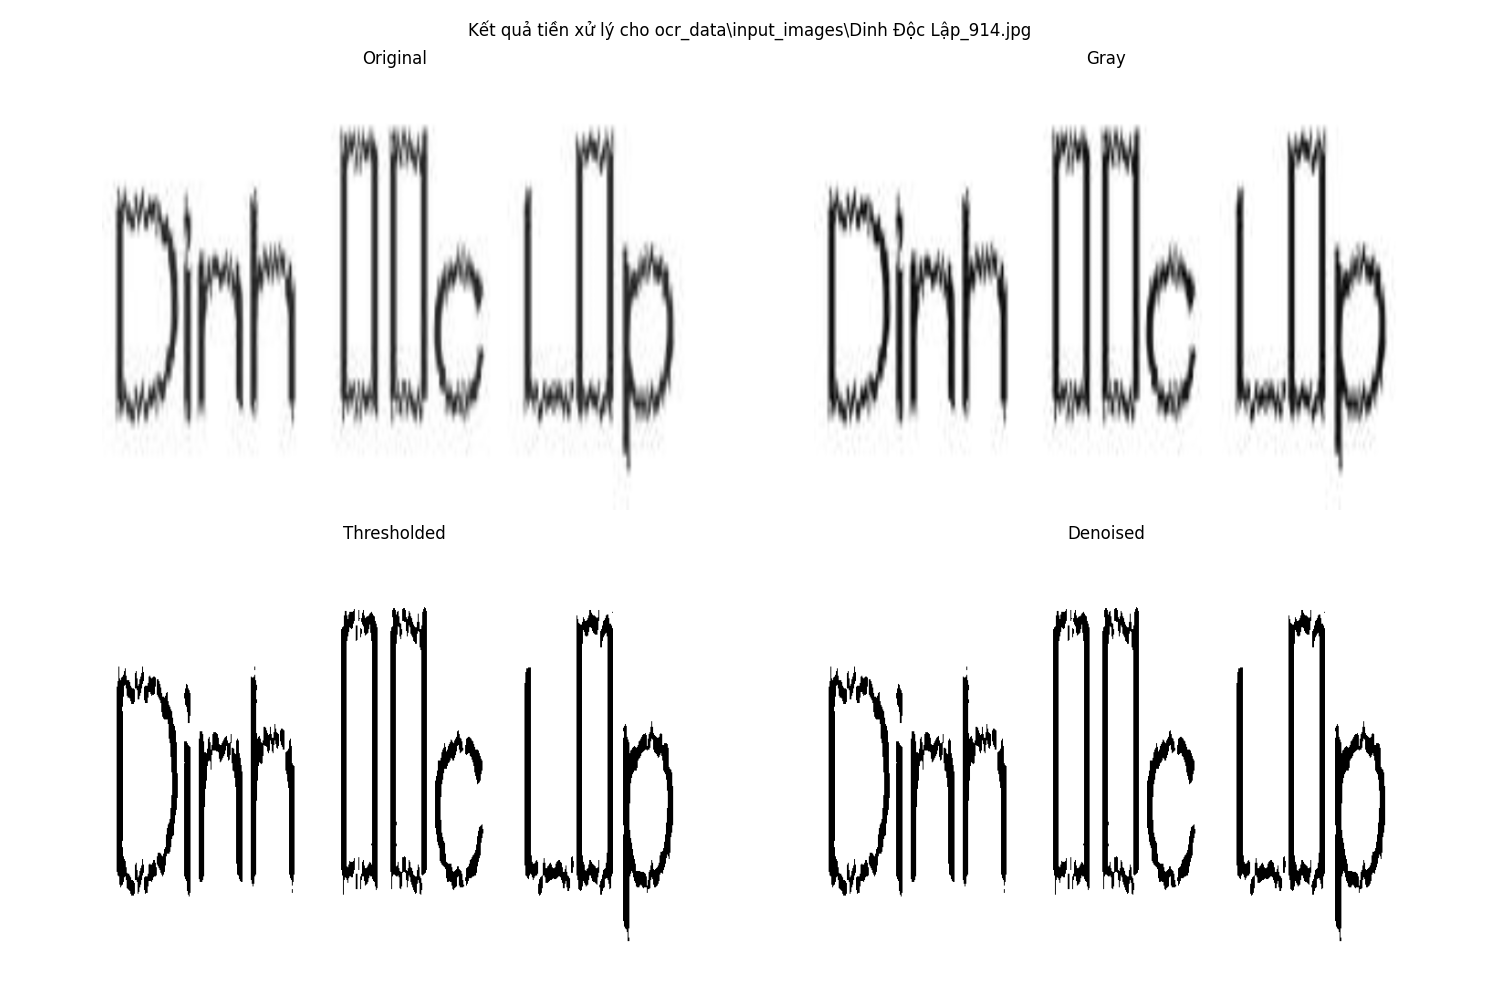 Kết quả tiền xử lý cho ocr_data\input_images\Dinh Độc Lập_914.jpg
Original
Dinh □□c L□p
Gray
Dinh □□c L□p
Thresholded
Dinh □□c L□p
Denoised
Dinh □□c L□p